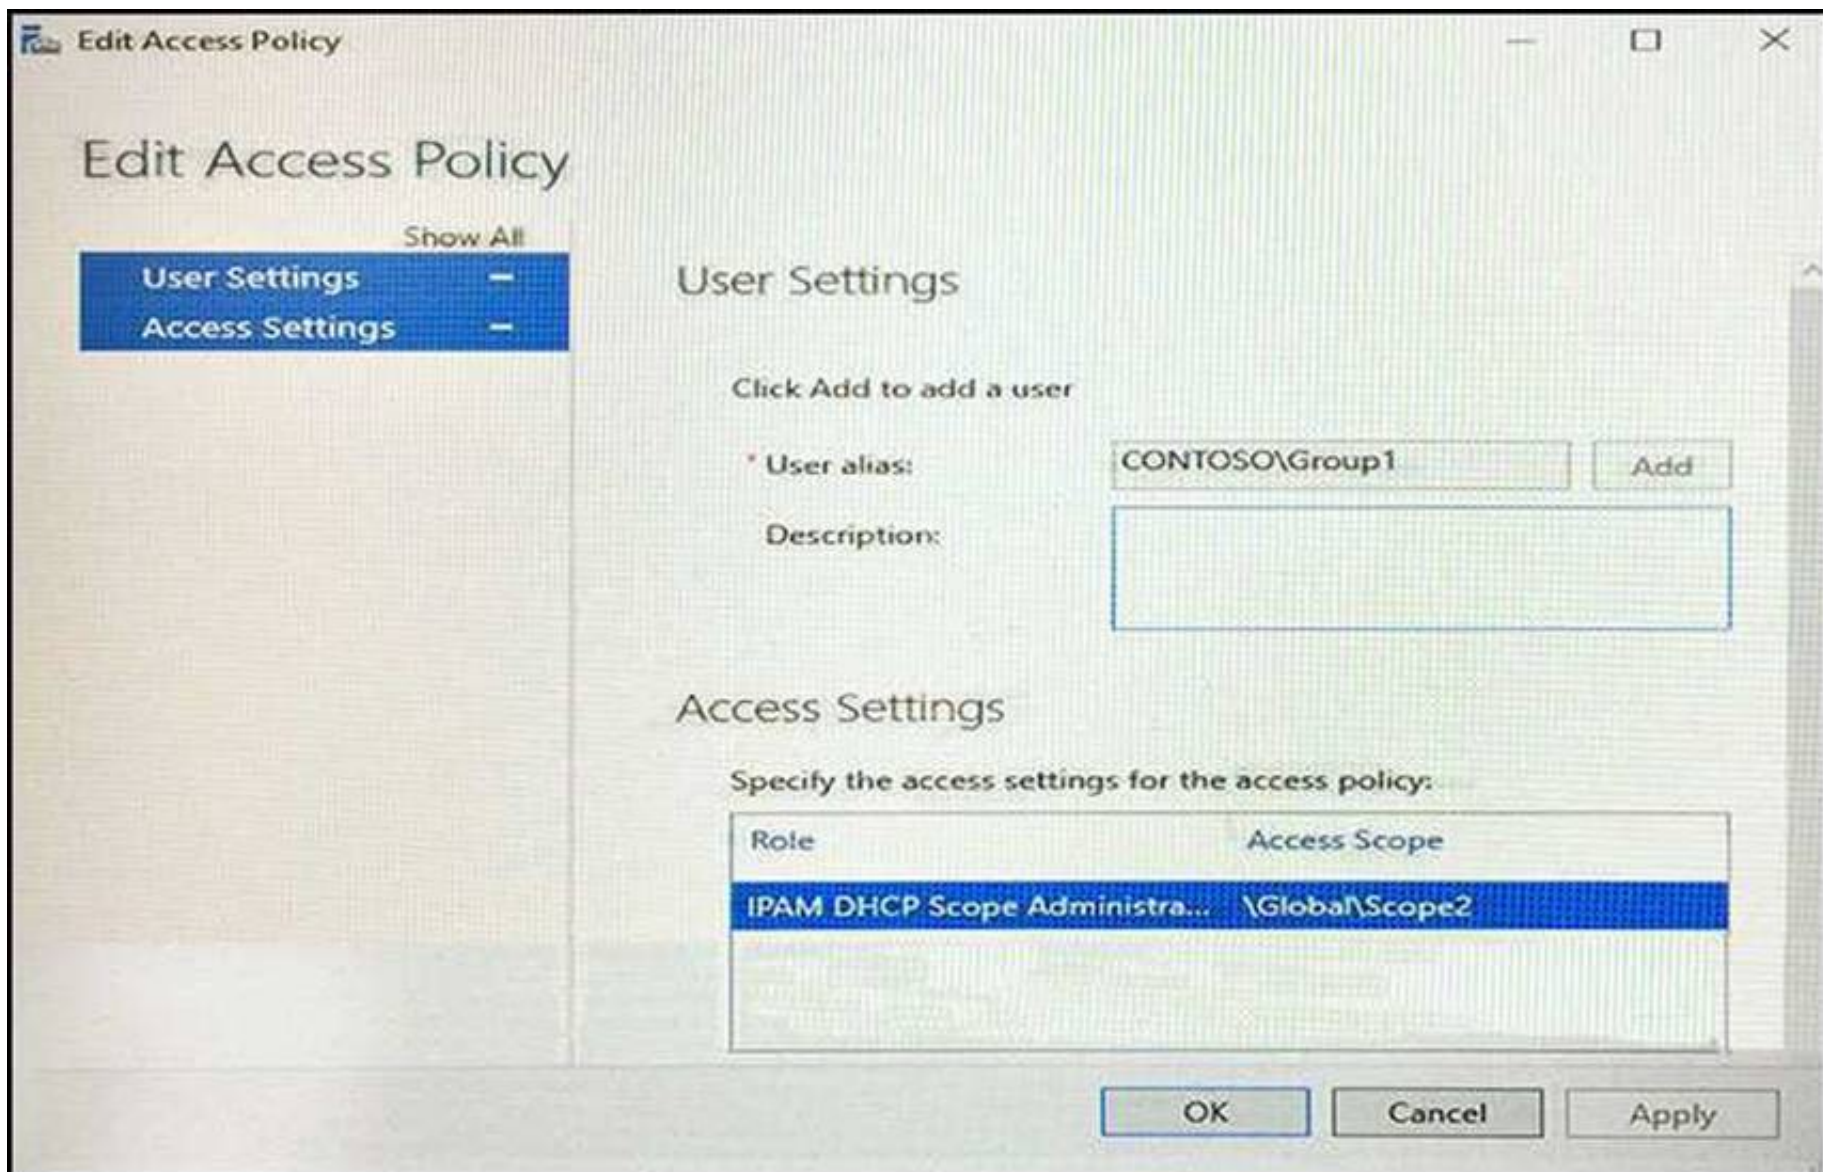 Edit Access Policy
Edit Access Policy
Show All
User Settings
Access Settings
User Settings
Click Add to add a user
* User alias: CONTOSO\Group1 Add
Description:
Access Settings
Specify the access settings for the access policy:
Role Access Scope
IPAM DHCP Scope Administra... \Global\Scope2
OK Cancel Apply